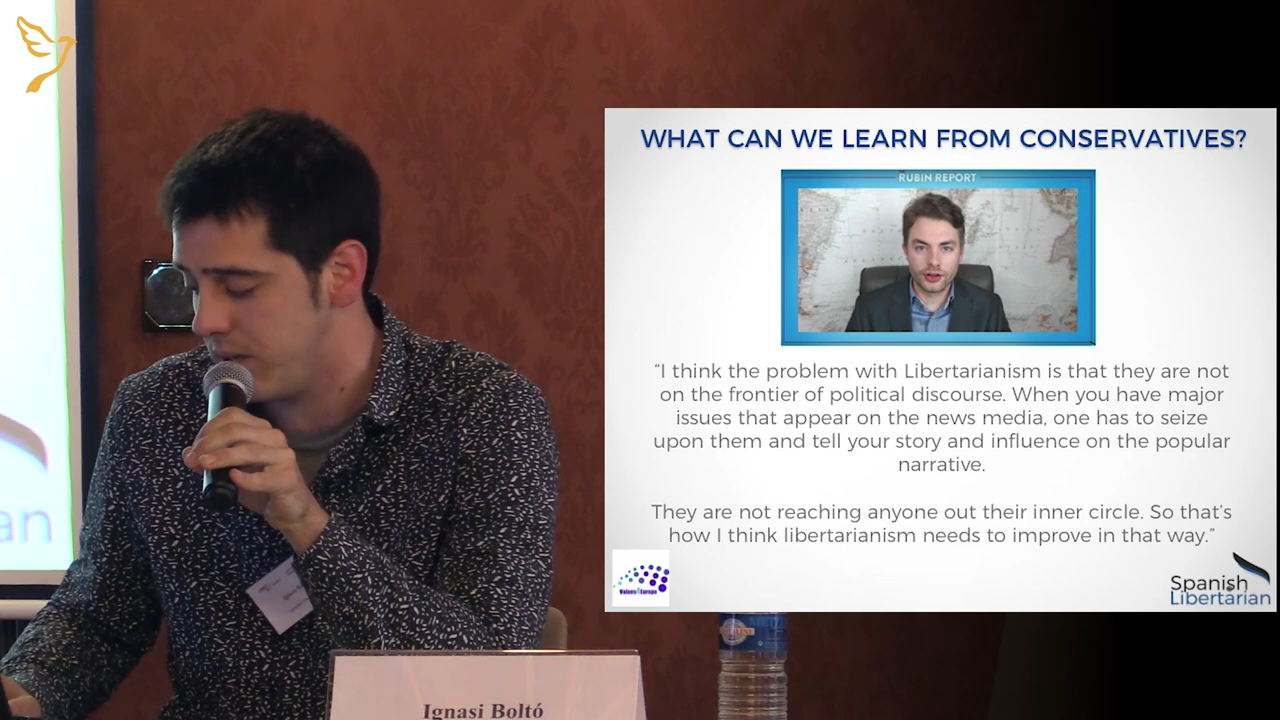 WHAT CAN WE LEARN FROM CONSERVATIVES?
RUBIN REPORT
"I think the problem with Libertarianism is that they are not
on the frontier of political discourse. When you have major
issues that appear on the news media, one has to seize
upon them and tell your story and influence on the popular
narrative.
They are not reaching anyone out their inner circle. So that's
how I think libertarianism needs to improve in that way."
Values4Europe
Spanish
Libertarian
an
Ignasi Boltó